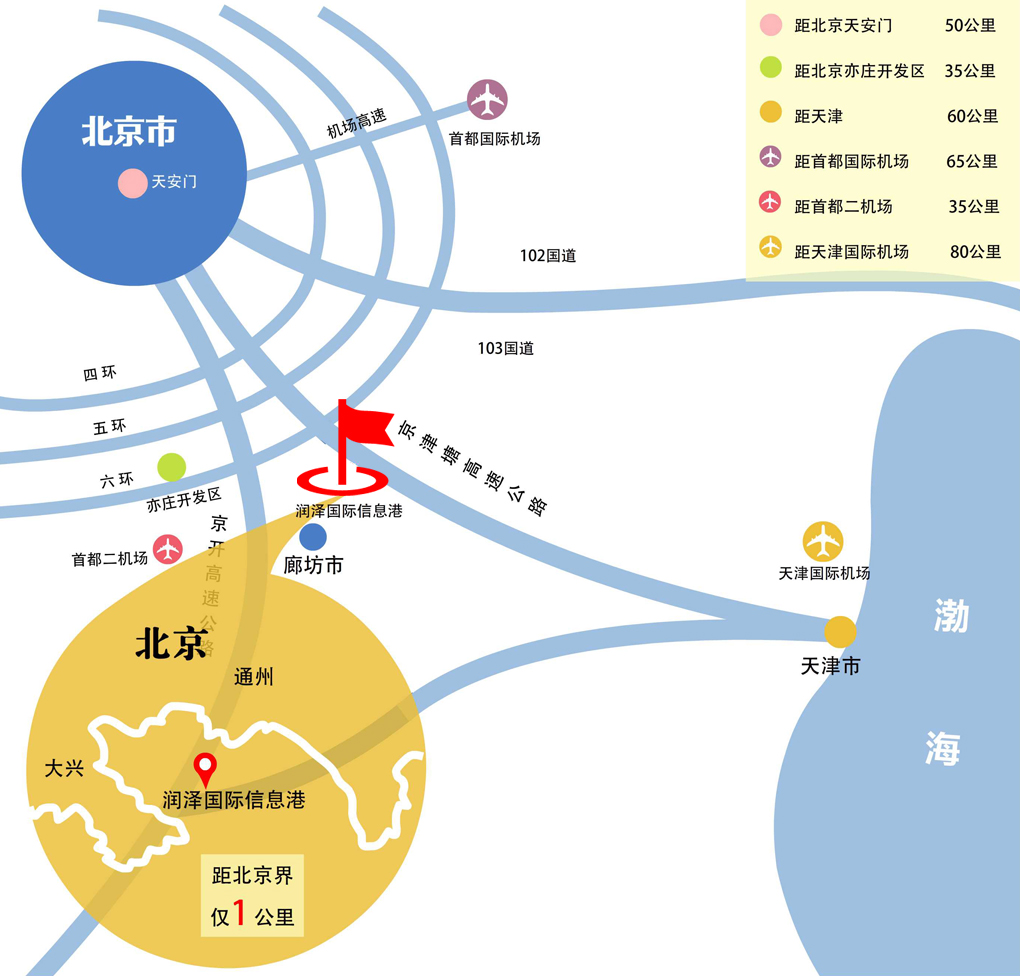 距北京天安门 50公里
距北京亦庄开发区 35公里
距天津 60公里
距首都国际机场 65公里
距首都二机场 35公里
距天津国际机场 80公里
北京市
天安门
机场高速
首都国际机场
102国道
103国道
四环
五环
六环
亦庄开发区
京津塘高速公路
润泽国际信息港
首都二机场
京开高速公路
廊坊市
天津国际机场
天津市
渤海
北京
通州
大兴
润泽国际信息港
距北京界
仅1公里